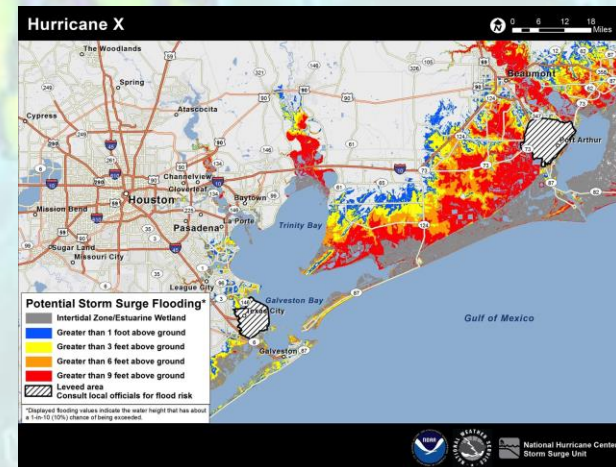 Hurricane X
0 6 12 18
Miles
The Woodlands
Spring
Atascocita
Cypress
Beaumont
Port Arthur
Channelview
Cloverleaf
Houston
Baytown
Mission Bend
Pasadena
La Porte
Trinity Bay
Sugar Land
Missouri City
League City
Galveston Bay
Texas City
Galveston
Gulf of Mexico
Potential Storm Surge Flooding*
Intertidal Zone/Estuarine Wetland
Greater than 1 foot above ground
Greater than 3 feet above ground
Greater than 6 feet above ground
Greater than 9 feet above ground
Leveed area
Consult local officials for flood risk
*Displayed flooding values indicate the water height that has about
a 1-in-10 (10%) chance of being exceeded.
National Hurricane Center
Storm Surge Unit